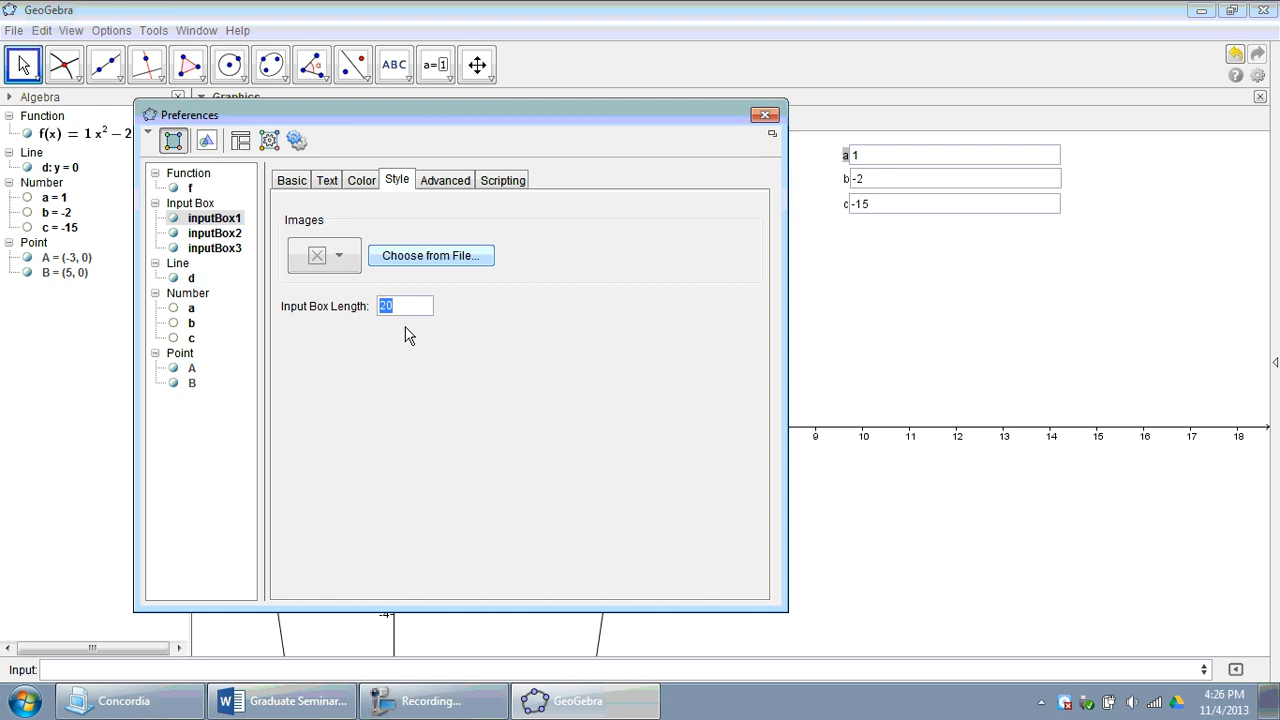 GeoGebra
File Edit View Options Tools Window Help
ABC a=1
Algebra
Graphics
Function
f(x) = 1 x² − 2
Line
d: y = 0
Number
a = 1
b = -2
c = -15
Point
A = (-3, 0)
B = (5, 0)
Preferences
Function
f
Input Box
inputBox1
inputBox2
inputBox3
Line
d
Number
a
b
c
Point
A
B
Basic Text Color Style Advanced Scripting
Images
Choose from File...
Input Box Length: 20
a 1
b -2
c -15
9 10 11 12 13 14 15 16 17 18
-4
Input:
Concordia
Graduate Seminar...
Recording...
GeoGebra
4:26 PM
11/4/2013